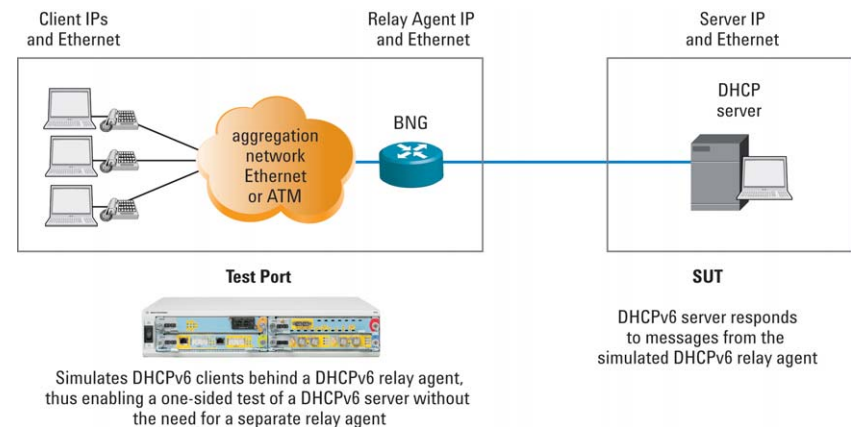 Client IPs
and Ethernet
Relay Agent IP
and Ethernet
Server IP
and Ethernet
aggregation
network
Ethernet
or ATM
BNG
DHCP
server
Test Port
Simulates DHCPv6 clients behind a DHCPv6 relay agent,
thus enabling a one-sided test of a DHCPv6 server without
the need for a separate relay agent
SUT
DHCPv6 server responds
to messages from the
simulated DHCPv6 relay agent